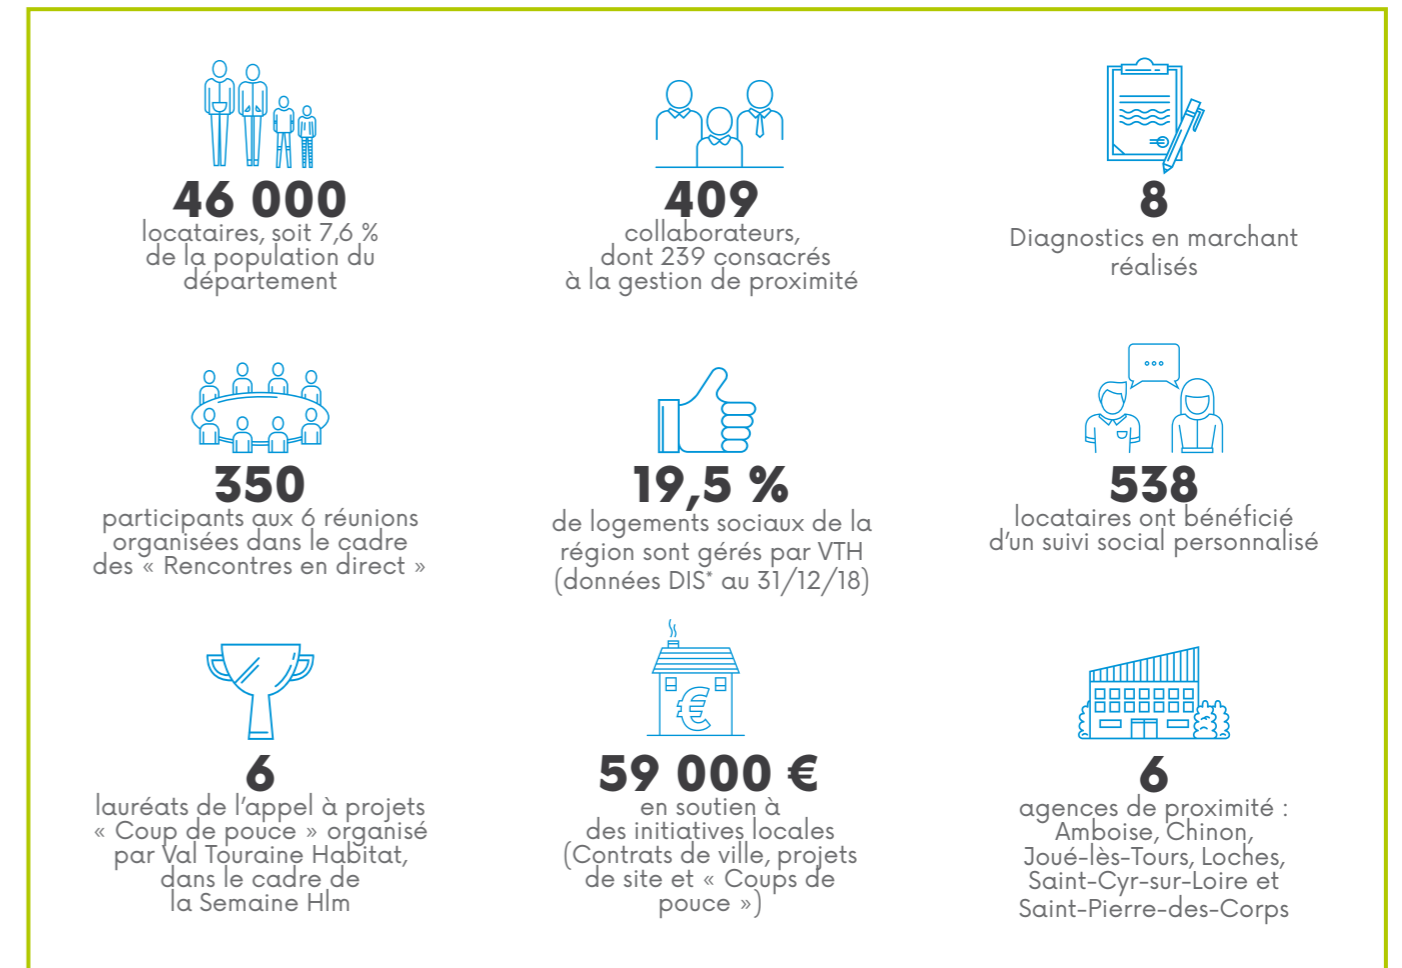 46 000
locataires, soit 7,6 %
de la population du
département
409
collaborateurs,
dont 239 consacrés
à la gestion de proximité
8
Diagnostics en marchant
réalisés
350
participants aux 6 réunions
organisées dans le cadre
des « Rencontres en direct »
19,5 %
de logements sociaux de la
région sont gérés par VTH
(données DIS* au 31/12/18)
538
locataires ont bénéficié
d’un suivi social personnalisé
6
lauréats de l’appel à projets
« Coup de pouce » organisé
par Val Touraine Habitat,
dans le cadre de
la Semaine Hlm
€
59 000 €
en soutien à
des initiatives locales
(Contrats de ville, projets
de site et « Coups de
pouce »)
6
agences de proximité :
Amboise, Chinon,
Joué-lès-Tours, Loches,
Saint-Cyr-sur-Loire et
Saint-Pierre-des-Corps